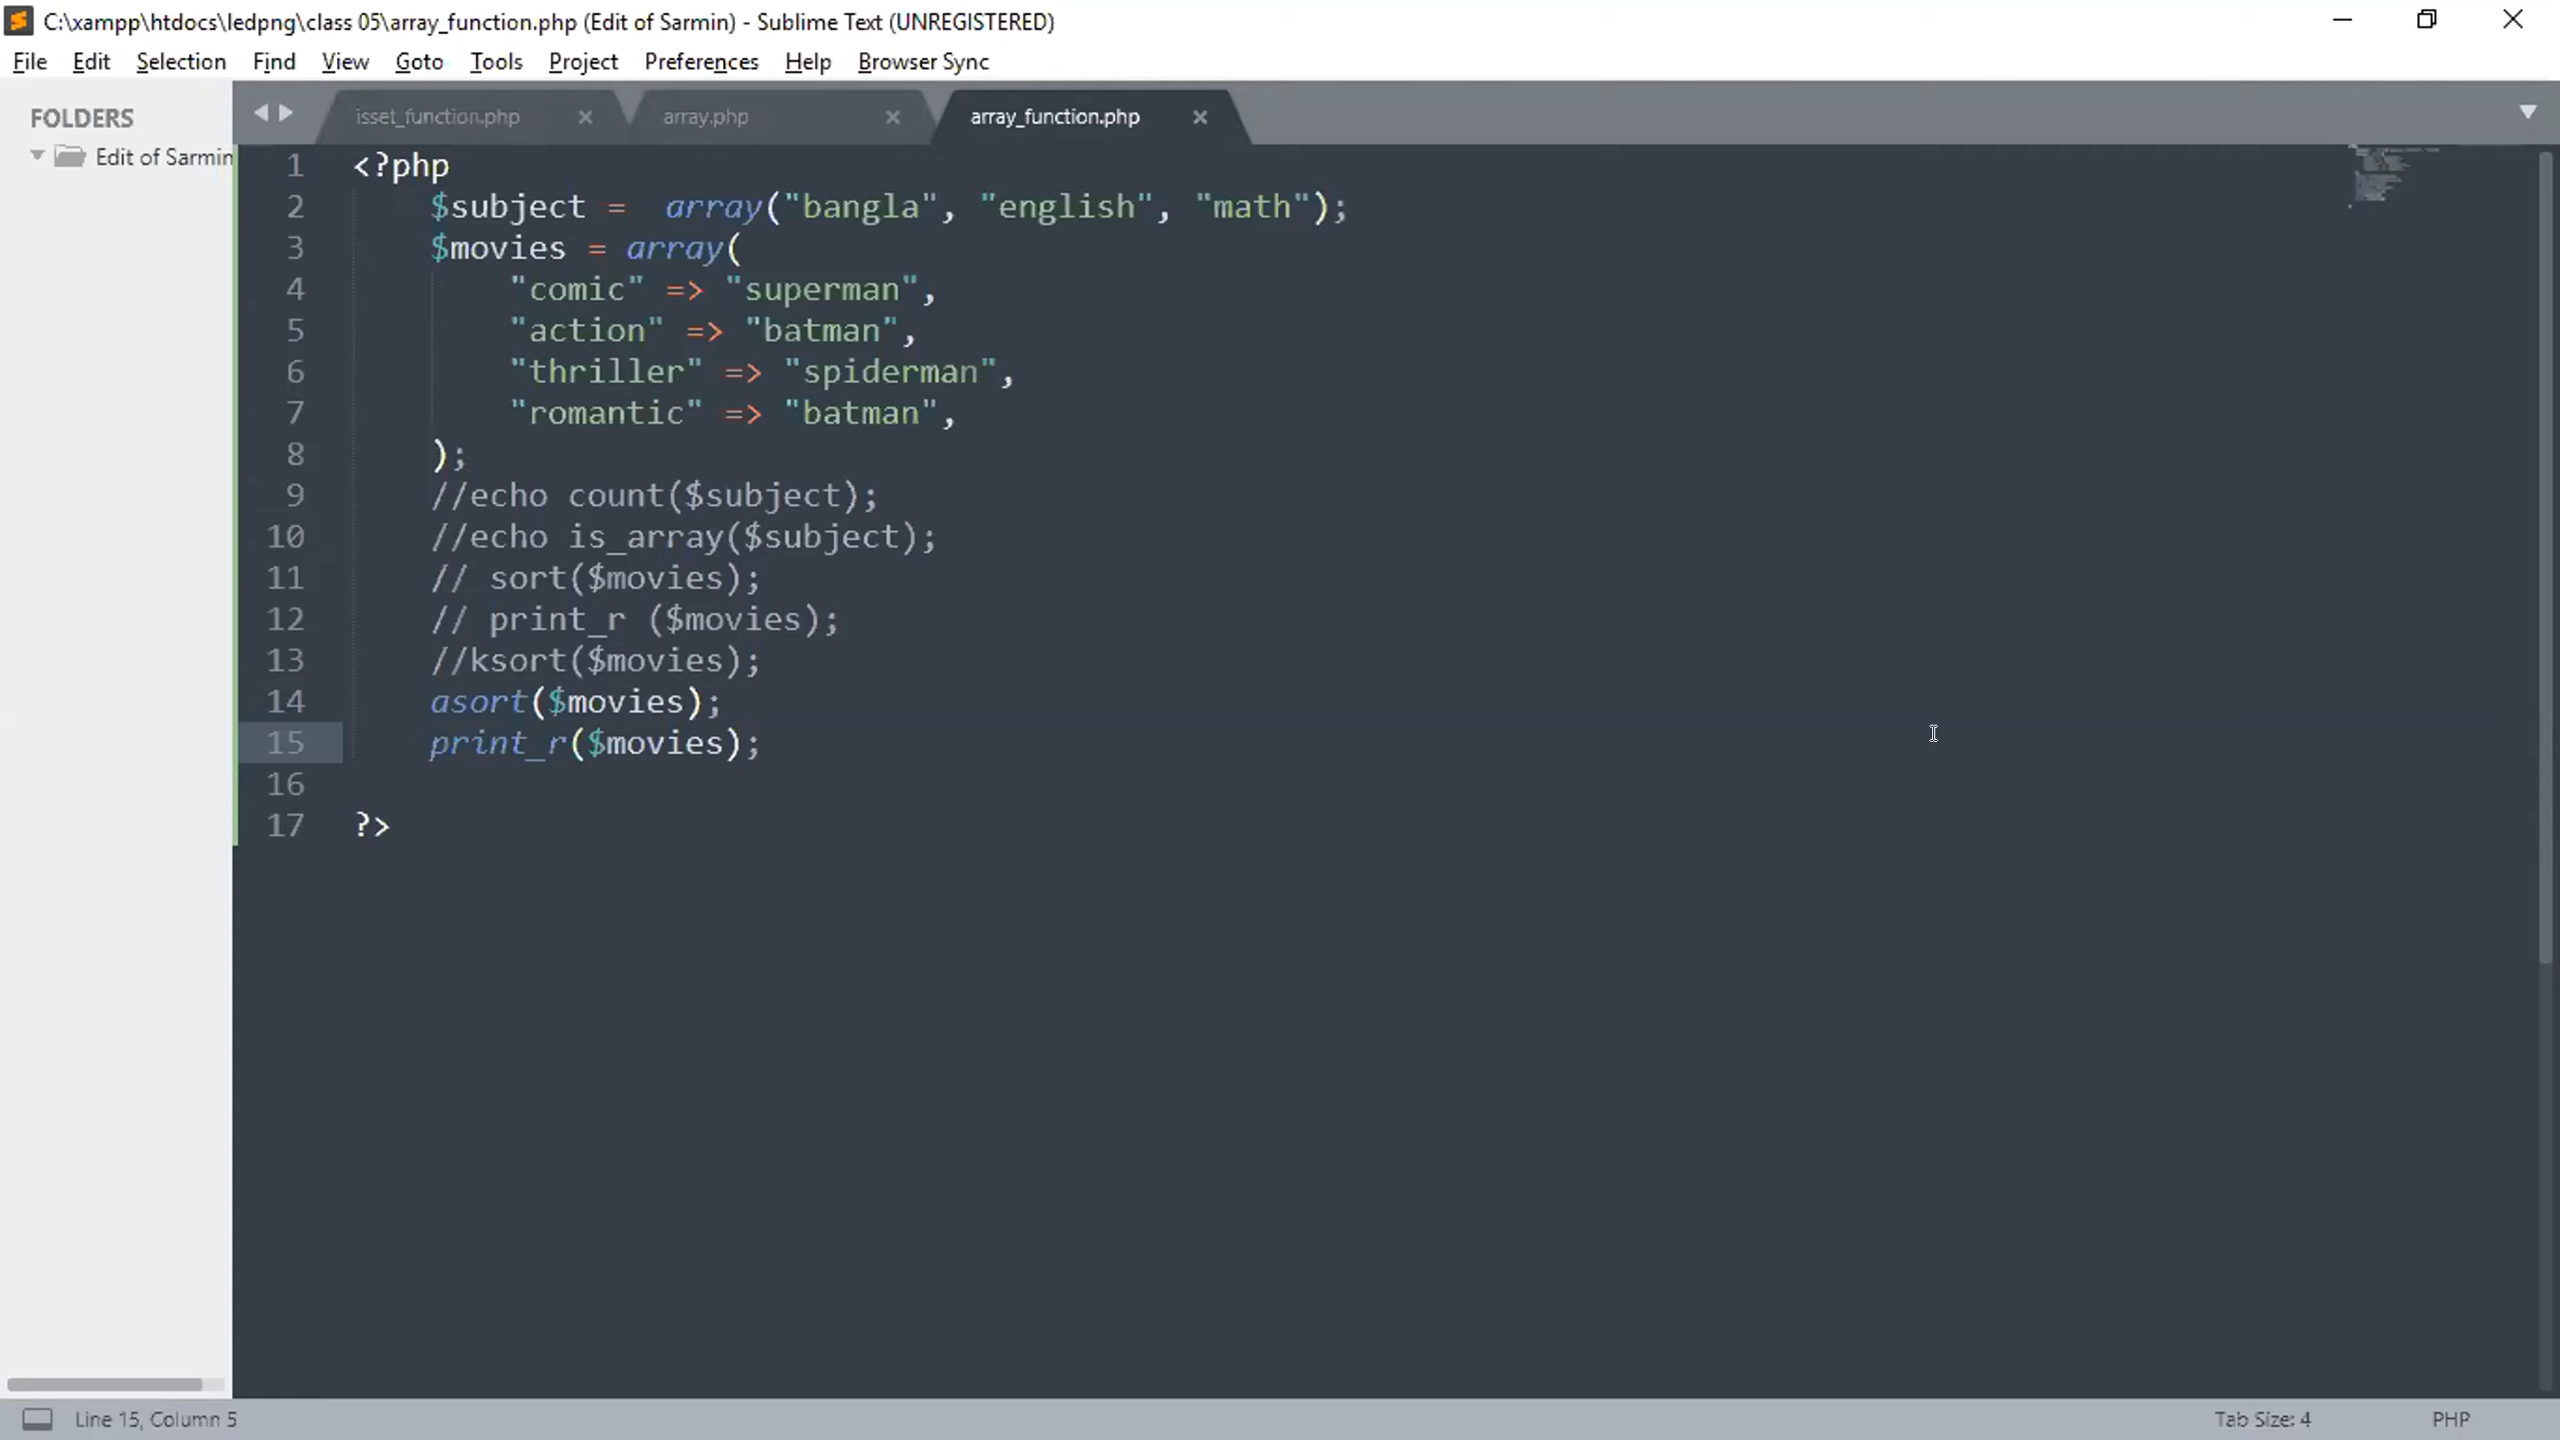 C:\xampp\htdocs\ledpng\class 05\array_function.php (Edit of Sarmin) - Sublime Text (UNREGISTERED)
File Edit Selection Find View Goto Tools Project Preferences Help Browser Sync
FOLDERS
Edit of Sarmin
isset_function.php array.php array_function.php
1 <?php
2     $subject =  array("bangla", "english", "math");
3     $movies = array(
4         "comic" => "superman",
5         "action" => "batman",
6         "thriller" => "spiderman",
7         "romantic" => "batman",
8     );
9     //echo count($subject);
10     //echo is_array($subject);
11     // sort($movies);
12     // print_r ($movies);
13     //ksort($movies);
14     asort($movies);
15     print_r($movies);
16
17 ?>
Line 15, Column 5 Tab Size: 4 PHP